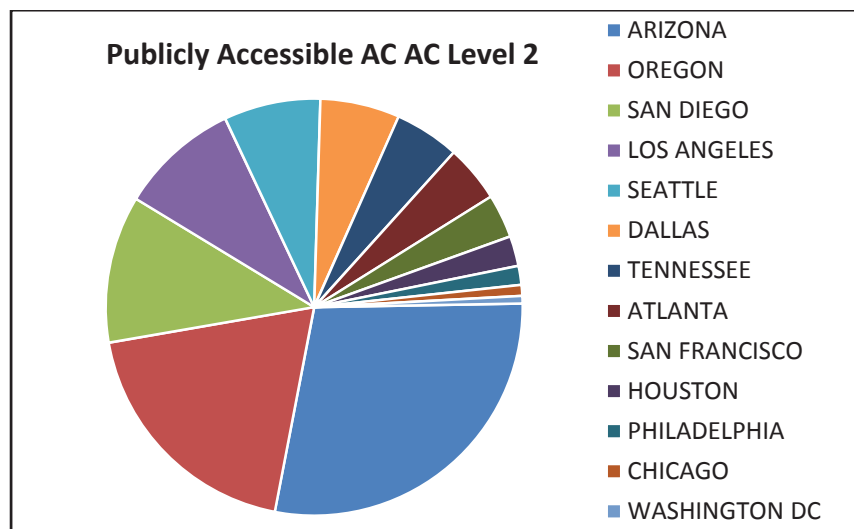 Publicly Accessible AC AC Level 2
ARIZONA
OREGON
SAN DIEGO
LOS ANGELES
SEATTLE
DALLAS
TENNESSEE
ATLANTA
SAN FRANCISCO
HOUSTON
PHILADELPHIA
CHICAGO
WASHINGTON DC